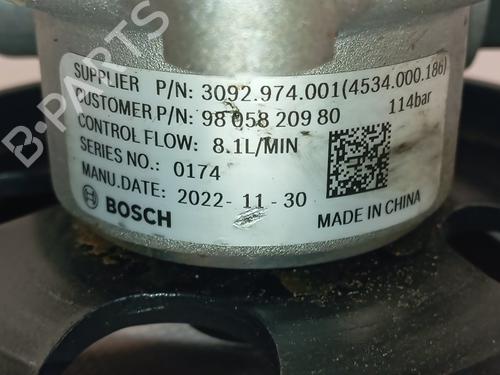 SUPPLIER P/N: 3092.974.001(4534.000.186)
CUSTOMER P/N: 98 058 209 80 114bar
CONTROL FLOW: 8.1L/MIN
SERIES NO.: 0174
MANU.DATE: 2022-11-30
BOSCH
MADE IN CHINA
B-PARTS